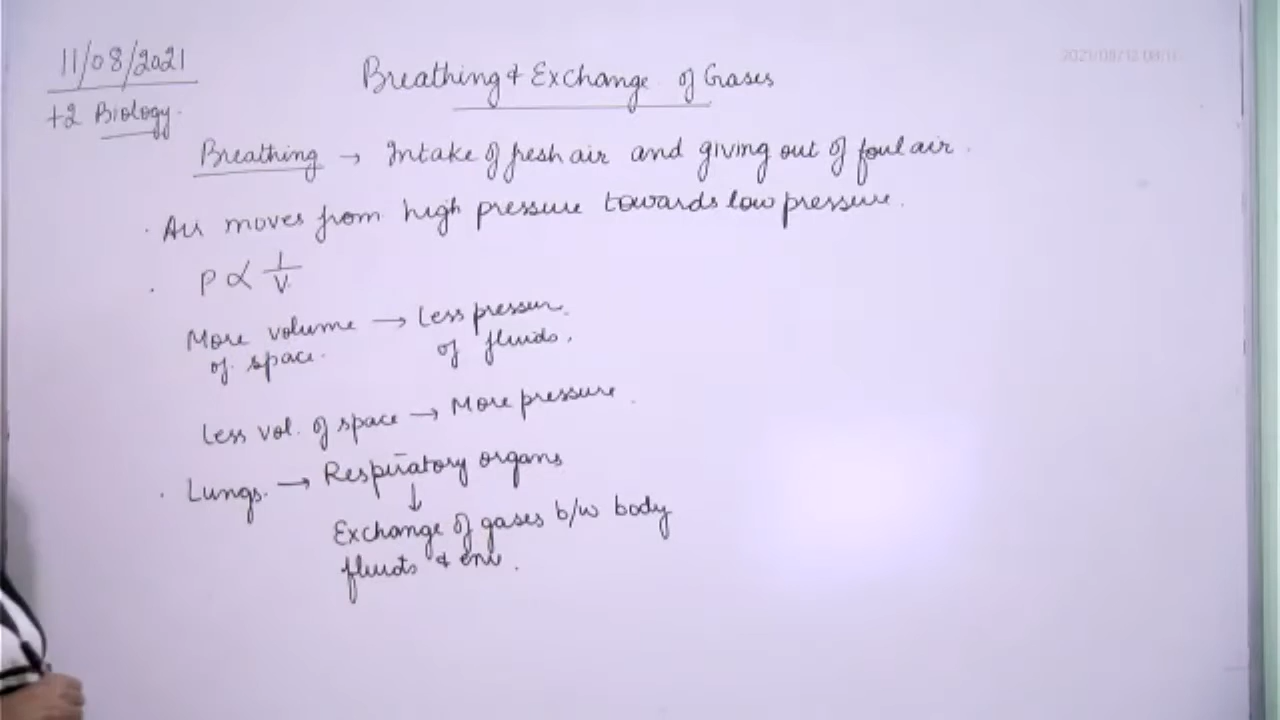 11/08/2021
+2 Biology.
Breathing & Exchange of Gases
Breathing → Intake of fresh air and giving out of foul air.
. Air moves from high pressure towards low pressure.
. P ∝ 1/V
More volume of space. → Less pressure of fluids.
Less vol. of space → More pressure.
. Lungs. → Respiratory organs
↓
Exchange of gases b/w body
fluids & env.